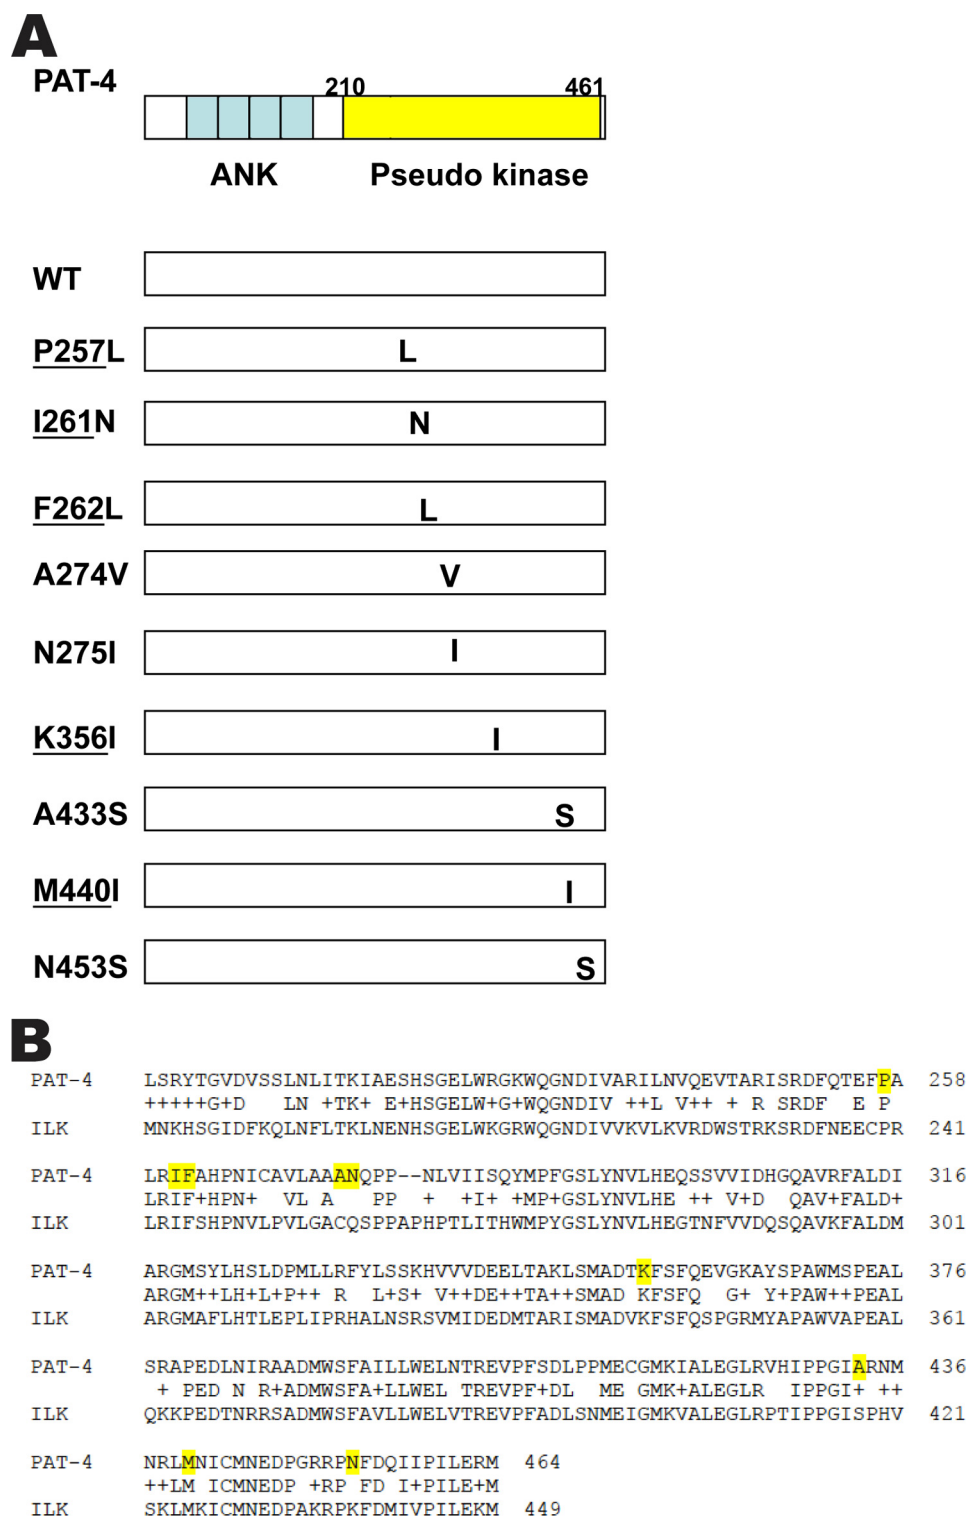 A
PAT-4
210 461
ANK Pseudo kinase
WT
P257L L
I261N N
F262L L
A274V V
N275I I
K356I I
A433S S
M440I I
N453S S
B
PAT-4 LSRYTGVDVSSLNLITKIAESHSGELWRGKWQGNDIVARILNVQEVTARISRDFQTEFPA 258
+++++G+D LN +TK+ E+HSGELW+G+WQGNDIV ++L V++ + R SRDF E P
ILK MNKHSGIDFKQLNFLTKLNENHSGELWKGRWQGNDIVVKVLKVRDWSTRKSRDFNEECPR 241
PAT-4 LRIFAHPNICAVLAAANQPP--NLVIISQYMPFGSLYNVLHEQSSVVIDHGQAVRFALDI 316
LRIF+HPN+ VL A PP + +I+ +MP+GSLYNVLHE ++ V+D QAV+FALD+
ILK LRIFSHPNVLPVLGACQSPPAPHPTLITHWMPYGSLYNVLHEGTNFVVDQSQAVKFALDM 301
PAT-4 ARGMSYLHSLDPMLLRFYLSSKHVVVDEELTAKLSMADTKFSFQEVGKAYSPAWMSPEAL 376
ARGM++LH+L+P++ R L+S+ V++DE++TA++SMAD KFSFQ G+ Y+PAW++PEAL
ILK ARGMAFLHTLEPLIPRHALNSRSVMIDEDMTARISMADVKFSFQSPGRMYAPAWVAPEAL 361
PAT-4 SRAPEDLNIRAADMWSFAILLWELNTREVPFSDLPPMECGMKIALEGLRVHIPPGIARNM 436
+ PED N R+ADMWSFA+LLWEL TREVPF+DL ME GMK+ALEGLR IPPGI+ ++
ILK QKKPEDTNRRSADMWSFAVLLWELVTREVPFADLSNMEIGMKVALEGLRPTIPPGISPHV 421
PAT-4 NRLMNICMNEDPGRRPNFDQIIPILERM 464
++LM ICMNEDP +RP FD I+PILE+M
ILK SKLMKICMNEDPAKRPKFDMIVPILEKM 449